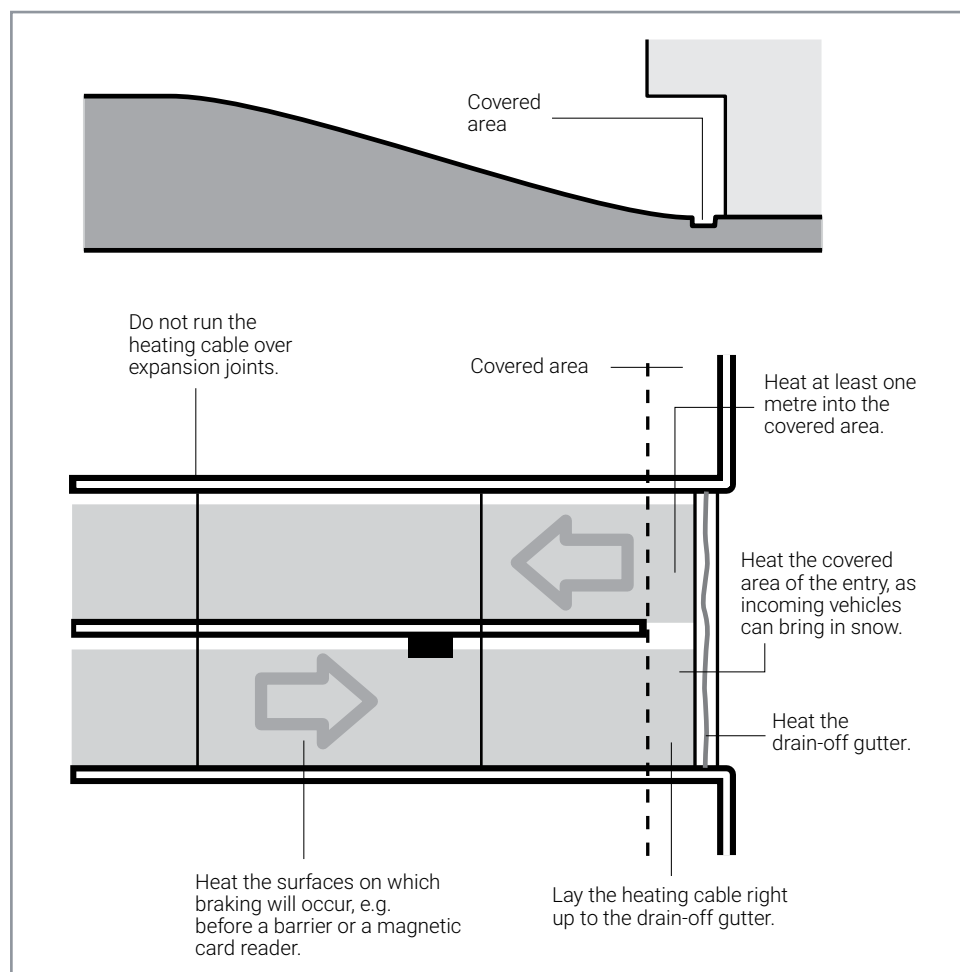 Covered
area
Do not run the
heating cable over
expansion joints.
Covered area
Heat at least one
metre into the
covered area.
Heat the covered
area of the entry, as
incoming vehicles
can bring in snow.
Heat the
drain-off gutter.
Heat the surfaces on which
braking will occur, e.g.
before a barrier or a magnetic
card reader.
Lay the heating cable right
up to the drain-off gutter.